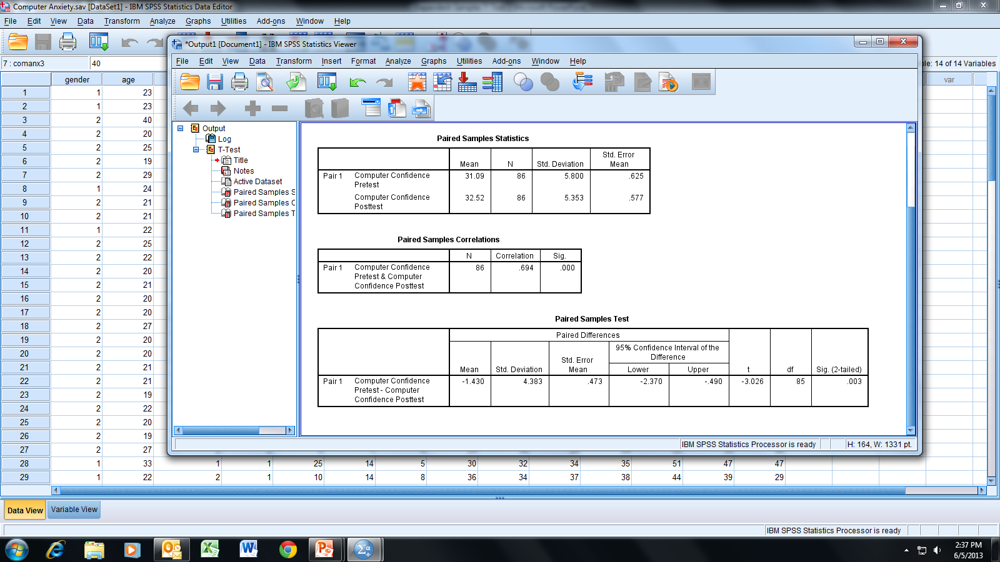 Computer Anxiety.sav [DataSet1] - IBM SPSS Statistics Data Editor
File Edit View Data Transform Analyze Graphs Utilities Add-ons Window Help
7 : comanx3 40
ble: 14 of 14 Variables
gender age var
1 1 23
2 1 23
3 2 40
4 2 20
5 2 25
6 2 19
7 2 29
8 1 24
9 2 21
10 2 21
11 1 22
12 2 25
13 2 22
14 2 20
15 2 21
16 2 20
17 2 20
18 2 27
19 2 20
20 2 20
21 2 21
22 2 21
23 2 19
24 2 22
25 2 20
26 2 19
27 2 27
28 1 33 1 1 25 14 5 30 32 34 35 51 47 47
29 1 22 2 1 10 14 8 36 34 37 38 44 39 29
*Output1 [Document1] - IBM SPSS Statistics Viewer
File Edit View Data Transform Insert Format Analyze Graphs Utilities Add-ons Window Help
Output
Log
T-Test
Title
Notes
Active Dataset
Paired Samples S
Paired Samples C
Paired Samples T
Paired Samples Statistics
Std. Error
Mean N Std. Deviation Mean
Pair 1 Computer Confidence 31.09 86 5.800 .625
Pretest
Computer Confidence 32.52 86 5.353 .577
Posttest
Paired Samples Correlations
N Correlation Sig.
Pair 1 Computer Confidence 86 .694 .000
Pretest & Computer
Confidence Posttest
Paired Samples Test
Paired Differences
95% Confidence Interval of the
Difference
Std. Error
Mean Std. Deviation Mean Lower Upper t df Sig. (2-tailed)
Pair 1 Computer Confidence -1.430 4.383 .473 -2.370 -.490 -3.026 85 .003
Pretest - Computer
Confidence Posttest
IBM SPSS Statistics Processor is ready H: 164, W: 1331 pt.
Data View Variable View
IBM SPSS Statistics Processor is ready
2:37 PM
6/5/2013